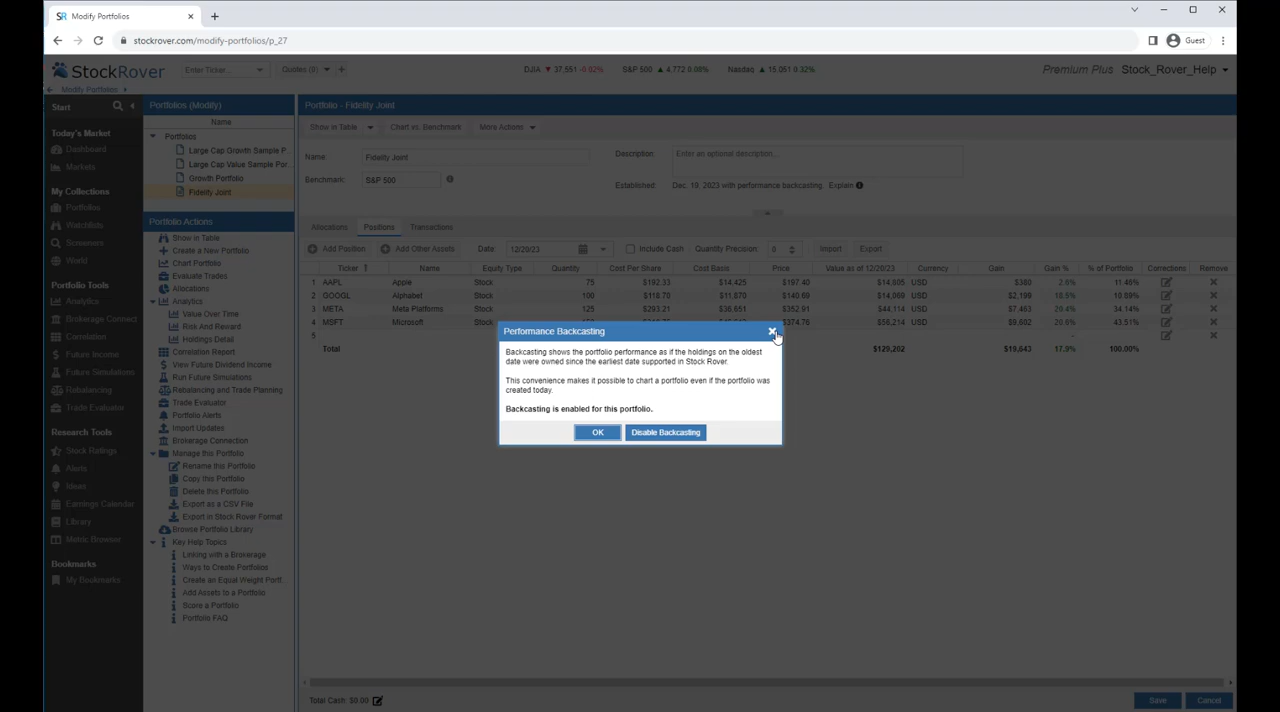 Modify Portfolios
stockrover.com/modify-portfolios/p_27
Guest
StockRover
Enter Ticker...
Quotes (9)
DJIA ▼ 37,551 -0.02%
S&P 500 ▲ 4,772 0.08%
Nasdaq ▲ 15,051 0.32%
Premium Plus
Stock_Rover_Help
Modify Portfolios
Start
Today's Market
Dashboard
Markets
My Collections
Portfolios
Watchlists
Screeners
World
Portfolio Tools
Analytics
Brokerage Connect
Correlation
Future Income
Future Simulations
Rebalancing
Trade Evaluator
Research Tools
Stock Ratings
Alerts
Ideas
Earnings Calendar
Library
Metric Browser
Bookmarks
My Bookmarks
Portfolios (Modify)
Name
Portfolios
Large Cap Growth Sample P
Large Cap Value Sample Por
Growth Portfolio
Fidelity Joint
Portfolio Actions
Show in Table
Create a New Portfolio
Chart Portfolio
Evaluate Trades
Allocations
Analytics
Value Over Time
Risk And Reward
Holdings Detail
Correlation Report
View Future Dividend Income
Run Future Simulations
Rebalancing and Trade Planning
Trade Evaluator
Portfolio Alerts
Import Updates
Brokerage Connection
Manage this Portfolio
Rename this Portfolio
Copy this Portfolio
Delete this Portfolio
Export as a CSV File
Export in Stock Rover Format
Browse Portfolio Library
Key Help Topics
Linking with a Brokerage
Ways to Create Portfolios
Create an Equal Weight Portf
Add Assets to a Portfolio
Score a Portfolio
Portfolio FAQ
Portfolio - Fidelity Joint
Show in Table
Chart vs. Benchmark
More Actions
Name: Fidelity Joint
Description: Enter an optional description...
Benchmark: S&P 500
Established: Dec. 19, 2023 with performance backcasting. Explain
Allocations
Positions
Transactions
Add Position
Add Other Assets
Date: 12/20/23
Include Cash
Quantity Precision: 0
Import
Export
Ticker Name Equity Type Quantity Cost Per Share Cost Basis Price Value as of 12/20/23 Currency Gain Gain % % of Portfolio Corrections Remove
1 AAPL Apple Stock 75 $192.33 $14,425 $197.40 $14,805 USD $380 2.6% 11.46%
2 GOOGL Alphabet Stock 100 $118.70 $11,870 $140.69 $14,069 USD $2,199 18.5% 10.89%
3 META Meta Platforms Stock 125 $293.21 $36,651 $352.91 $44,114 USD $7,463 20.4% 34.14%
4 MSFT Microsoft $374.76 $56,214 USD $9,602 20.6% 43.51%
5
Total $129,202 $19,643 17.9% 100.00%
Performance Backcasting
Backcasting shows the portfolio performance as if the holdings on the oldest
date were owned since the earliest date supported in Stock Rover.
This convenience makes it possible to chart a portfolio even if the portfolio was
created today.
Backcasting is enabled for this portfolio.
OK
Disable Backcasting
Total Cash: $0.00
Save
Cancel